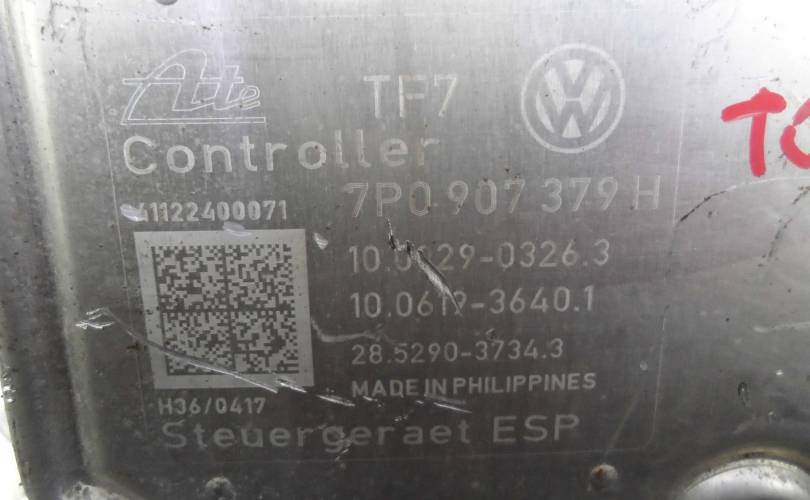 Ate TF7 VW
Controller
7P0 907 379 H
41122400071
10.0629-0326.3
10.0619-3640.1
28.5290-3734.3
MADE IN PHILIPPINES
H36/0417
Steuergeraet ESP